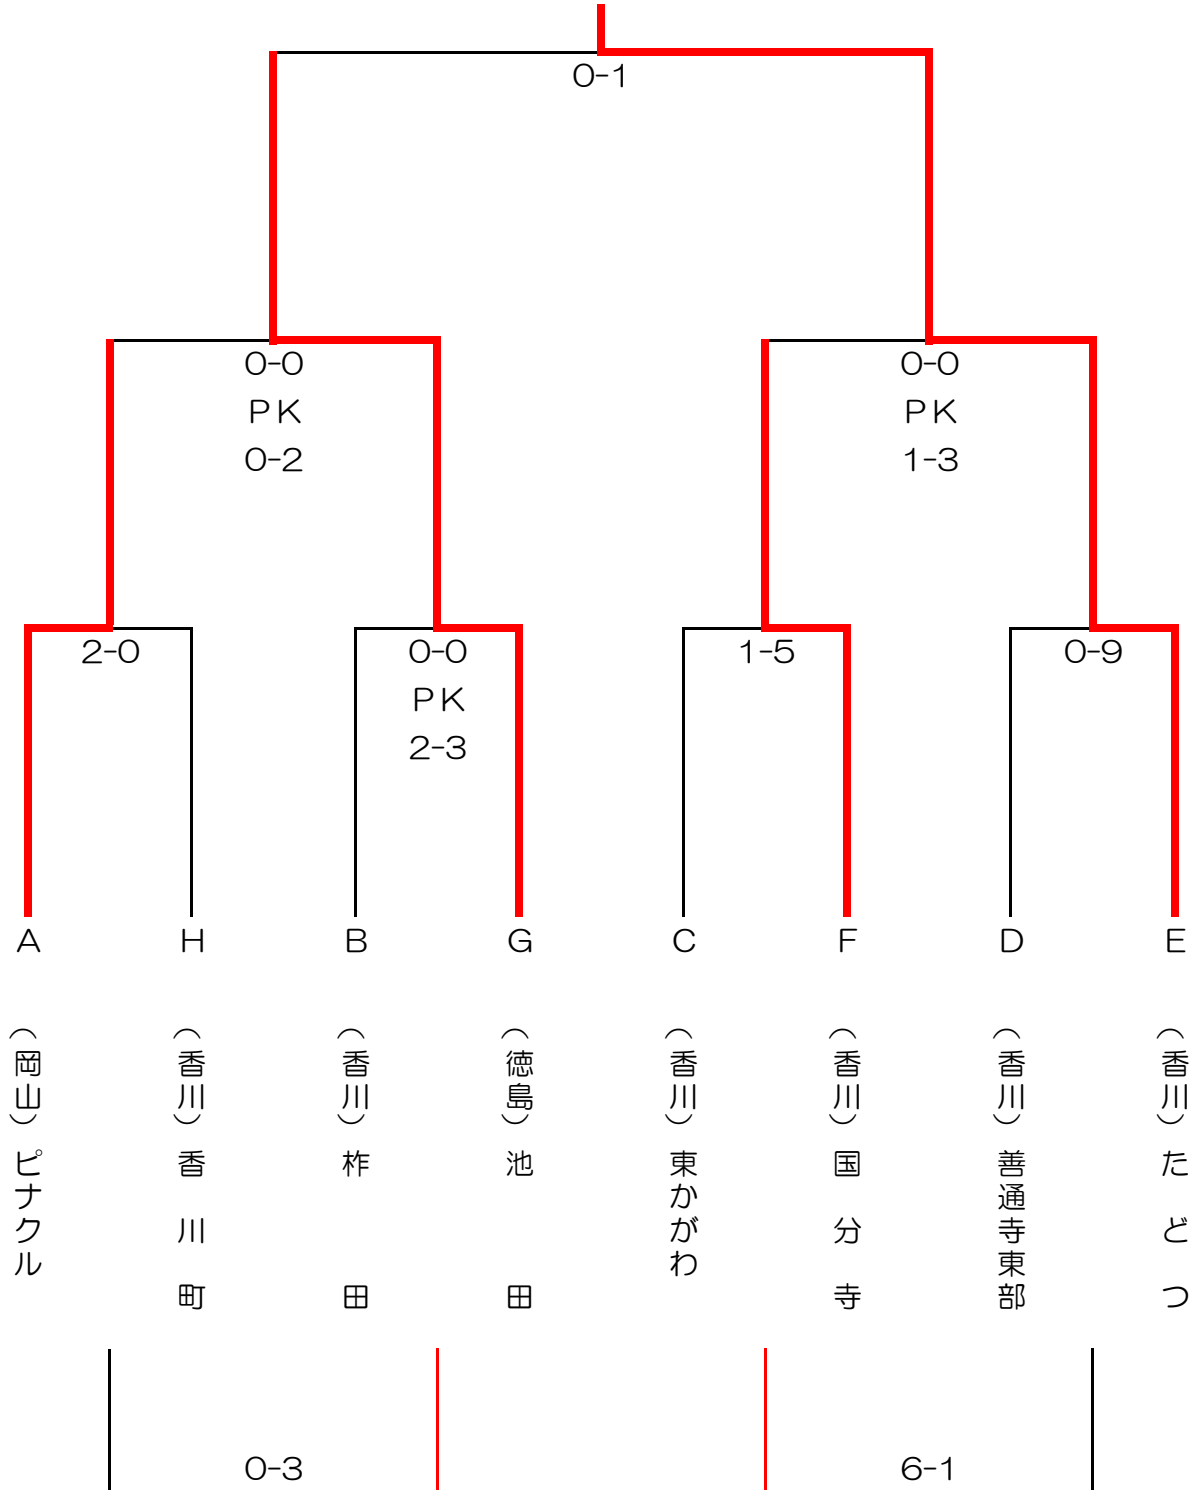 0-1
0-0
PK
0-2
0-0
PK
1-3
2-0
0-0
PK
2-3
1-5
0-9
A
H
B
G
C
F
D
E
(岡山)ピナクル
(香川)香川町
(香川)柞田
(徳島)池田
(香川)東かがわ
(香川)国分寺
(香川)善通寺東部
(香川)たどつ
0-3
6-1